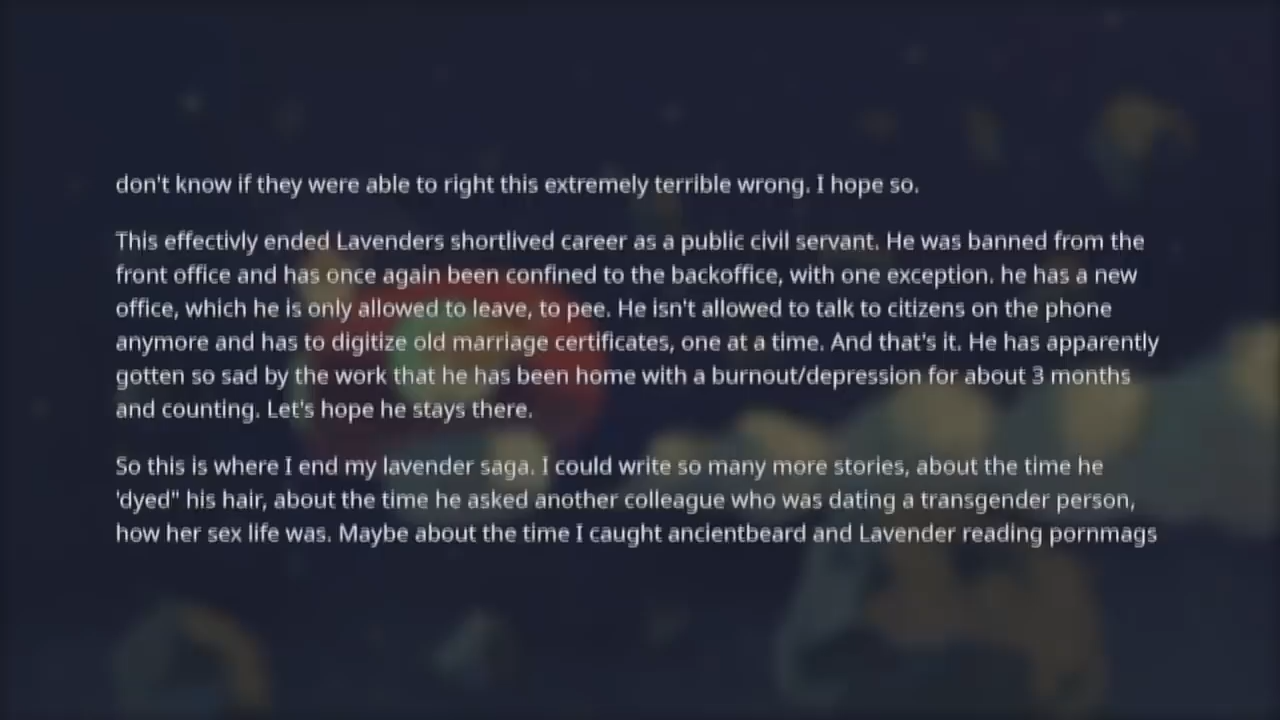 don't know if they were able to right this extremely terrible wrong. I hope so.
This effectivly ended Lavenders shortlived career as a public civil servant. He was banned from the
front office and has once again been confined to the backoffice, with one exception. he has a new
office, which he is only allowed to leave, to pee. He isn't allowed to talk to citizens on the phone
anymore and has to digitize old marriage certificates, one at a time. And that's it. He has apparently
gotten so sad by the work that he has been home with a burnout/depression for about 3 months
and counting. Let's hope he stays there.
So this is where I end my lavender saga. I could write so many more stories, about the time he
'dyed" his hair, about the time he asked another colleague who was dating a transgender person,
how her sex life was. Maybe about the time I caught ancientbeard and Lavender reading pornmags